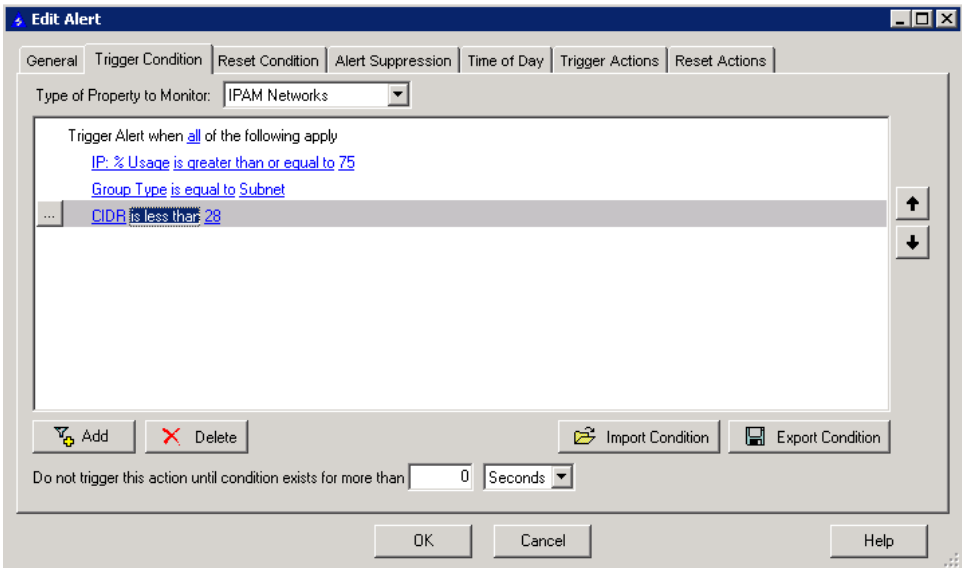 Edit Alert
General Trigger Condition Reset Condition Alert Suppression Time of Day Trigger Actions Reset Actions
Type of Property to Monitor: IPAM Networks
Trigger Alert when all of the following apply
IP: % Usage is greater than or equal to 75
Group Type is equal to Subnet
... CIDR is less than 28
Add Delete Import Condition Export Condition
Do not trigger this action until condition exists for more than 0 Seconds
OK Cancel Help